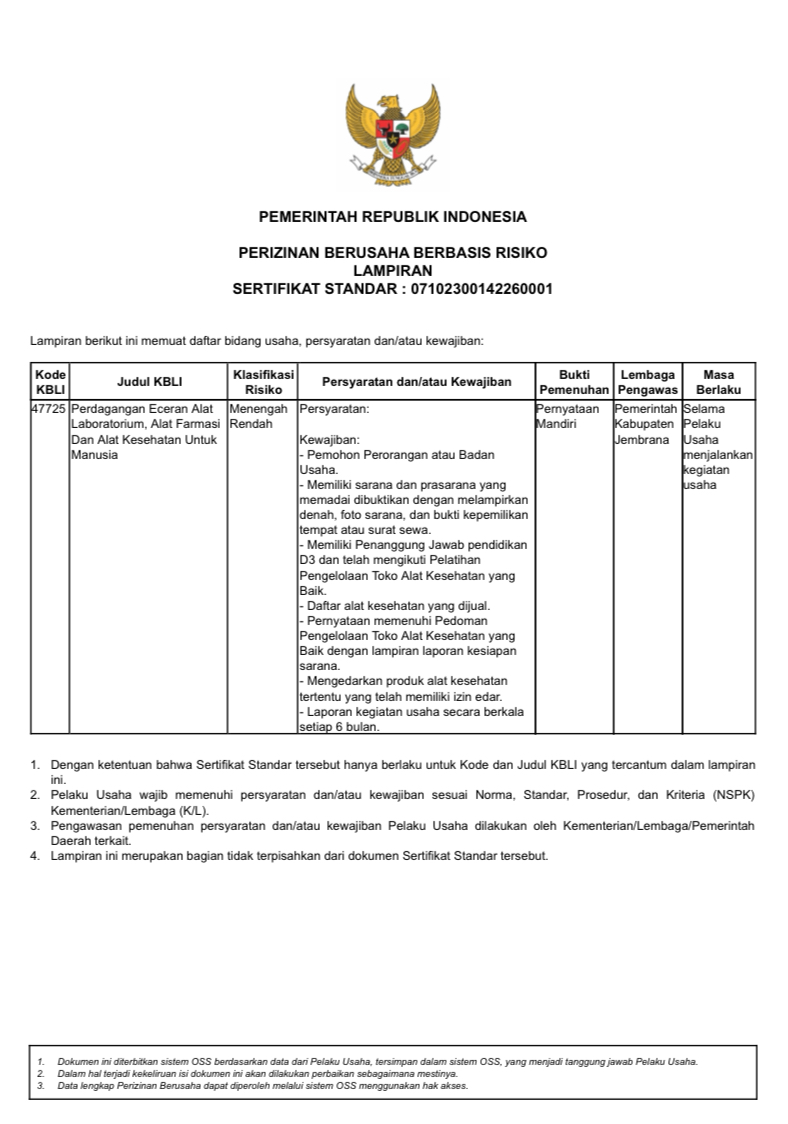 PEMERINTAH REPUBLIK INDONESIA
PERIZINAN BERUSAHA BERBASIS RISIKO
LAMPIRAN
SERTIFIKAT STANDAR : 07102300142260001
Lampiran berikut ini memuat daftar bidang usaha, persyaratan dan/atau kewajiban:
Kode KBLI
Judul KBLI
Klasifikasi Risiko
Persyaratan dan/atau Kewajiban
Bukti Pemenuhan
Lembaga Pengawas
Masa Berlaku
47725
Perdagangan Eceran Alat
Laboratorium, Alat Farmasi
Dan Alat Kesehatan Untuk
Manusia
Menengah
Rendah
Persyaratan:
Kewajiban:
- Pemohon Perorangan atau Badan
Usaha.
- Memiliki sarana dan prasarana yang
memadai dibuktikan dengan melampirkan
denah, foto sarana, dan bukti kepemilikan
tempat atau surat sewa.
- Memiliki Penanggung Jawab pendidikan
D3 dan telah mengikuti Pelatihan
Pengelolaan Toko Alat Kesehatan yang
Baik.
- Daftar alat kesehatan yang dijual.
- Pernyataan memenuhi Pedoman
Pengelolaan Toko Alat Kesehatan yang
Baik dengan lampiran laporan kesiapan
sarana.
- Mengedarkan produk alat kesehatan
tertentu yang telah memiliki izin edar.
- Laporan kegiatan usaha secara berkala
setiap 6 bulan.
Pernyataan
Mandiri
Pemerintah
Kabupaten
Jembrana
Selama
Pelaku
Usaha
menjalankan
kegiatan
usaha
1. Dengan ketentuan bahwa Sertifikat Standar tersebut hanya berlaku untuk Kode dan Judul KBLI yang tercantum dalam lampiran
ini.
2. Pelaku Usaha wajib memenuhi persyaratan dan/atau kewajiban sesuai Norma, Standar, Prosedur, dan Kriteria (NSPK)
Kementerian/Lembaga (K/L).
3. Pengawasan pemenuhan persyaratan dan/atau kewajiban Pelaku Usaha dilakukan oleh Kementerian/Lembaga/Pemerintah
Daerah terkait.
4. Lampiran ini merupakan bagian tidak terpisahkan dari dokumen Sertifikat Standar tersebut.
1. Dokumen ini diterbitkan sistem OSS berdasarkan data dari Pelaku Usaha, tersimpan dalam sistem OSS, yang menjadi tanggung jawab Pelaku Usaha.
2. Dalam hal terjadi kekeliruan isi dokumen ini akan dilakukan perbaikan sebagaimana mestinya.
3. Data lengkap Perizinan Berusaha dapat diperoleh melalui sistem OSS menggunakan hak akses.